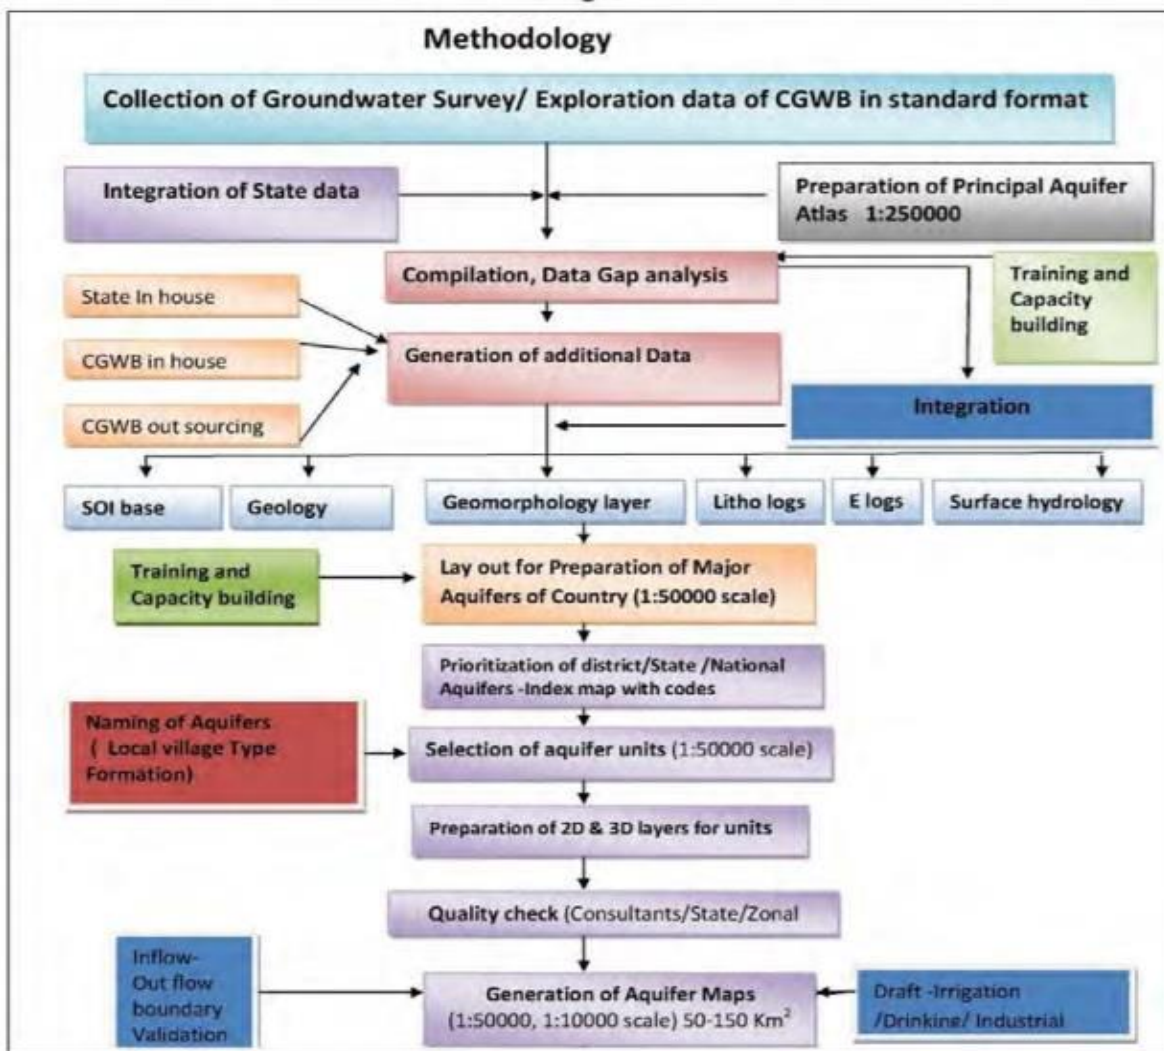 Methodology
Collection of Groundwater Survey/ Exploration data of CGWB in standard format
Integration of State data
Preparation of Principal Aquifer
Atlas 1:250000
Compilation, Data Gap analysis
Training and
Capacity
building
State In house
CGWB in house
CGWB out sourcing
Generation of additional Data
Integration
SOI base
Geology
Geomorphology layer
Litho logs
E logs
Surface hydrology
Training and
Capacity building
Lay out for Preparation of Major
Aquifers of Country (1:50000 scale)
Prioritization of district/State /National
Aquifers -Index map with codes
Naming of Aquifers
( Local village Type
Formation)
Selection of aquifer units (1:50000 scale)
Preparation of 2D & 3D layers for units
Quality check (Consultants/State/Zonal
Inflow-
Out flow
boundary
Validation
Generation of Aquifer Maps
(1:50000, 1:10000 scale) 50-150 Km²
Draft -Irrigation
/Drinking/ Industrial